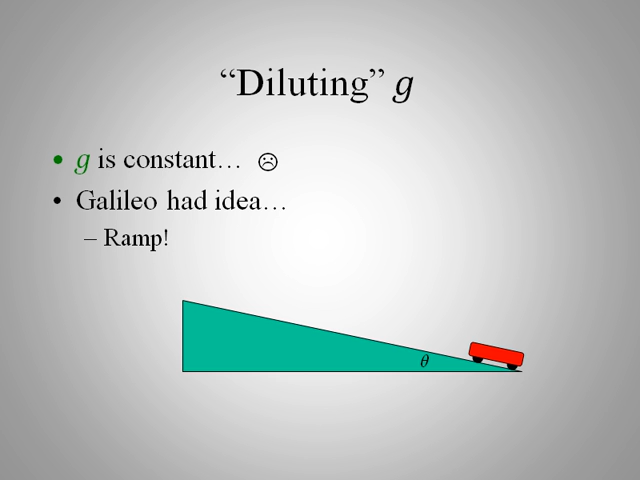 “Diluting” g
• g is constant… ☹
• Galileo had idea…
– Ramp!
θ